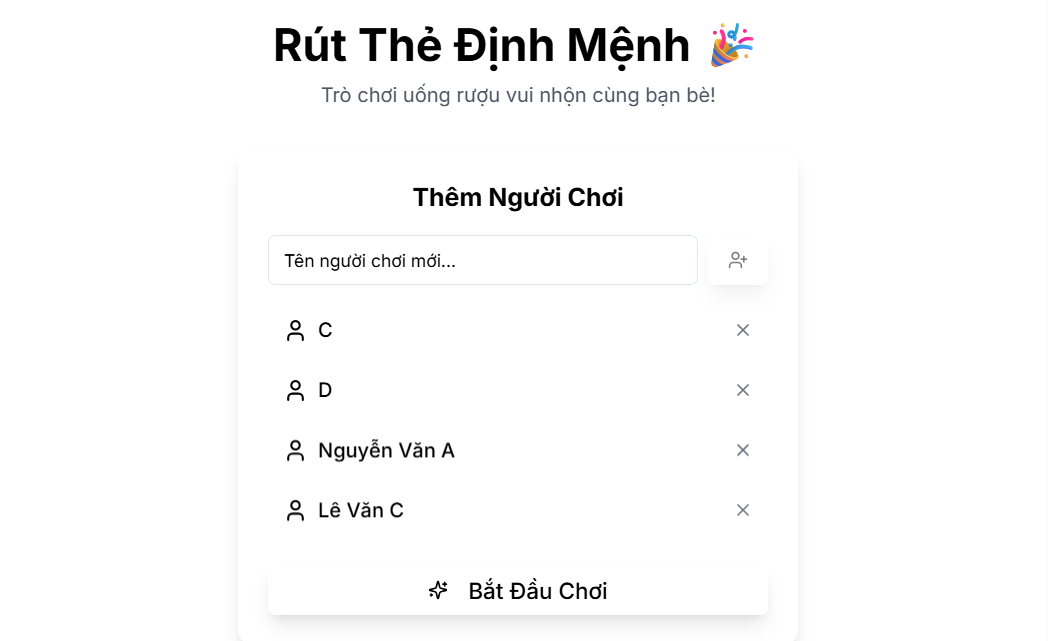 Rút Thẻ Định Mệnh 🎉
Trò chơi uống rượu vui nhộn cùng bạn bè!
Thêm Người Chơi
Tên người chơi mới...
C
D
Nguyễn Văn A
Lê Văn C
Bắt Đầu Chơi